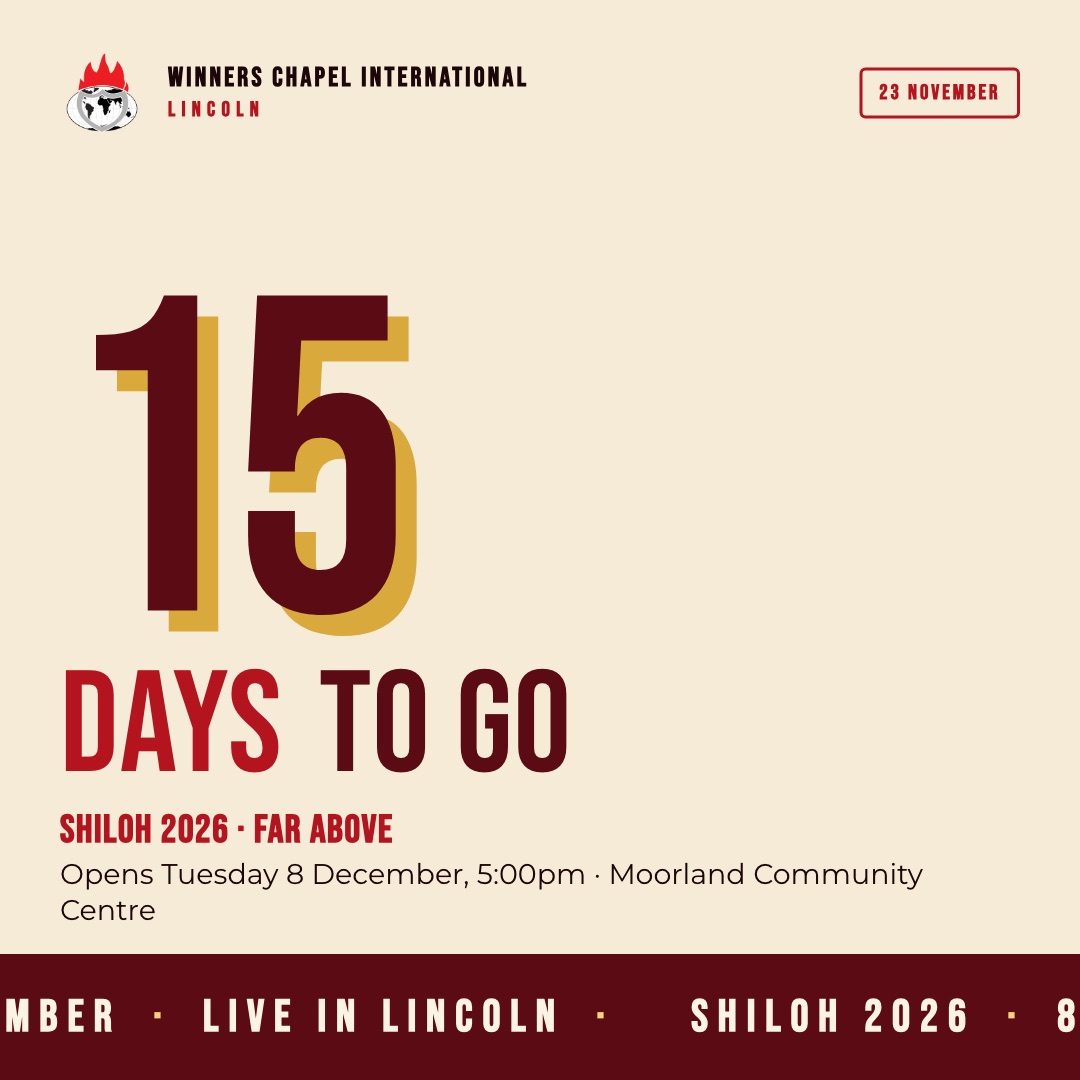 WINNERS CHAPEL INTERNATIONAL
LINCOLN
23 NOVEMBER
15
DAYS TO GO
SHILOH 2026 · FAR ABOVE
Opens Tuesday 8 December, 5:00pm · Moorland Community
Centre
MBER · LIVE IN LINCOLN · SHILOH 2026 · 8